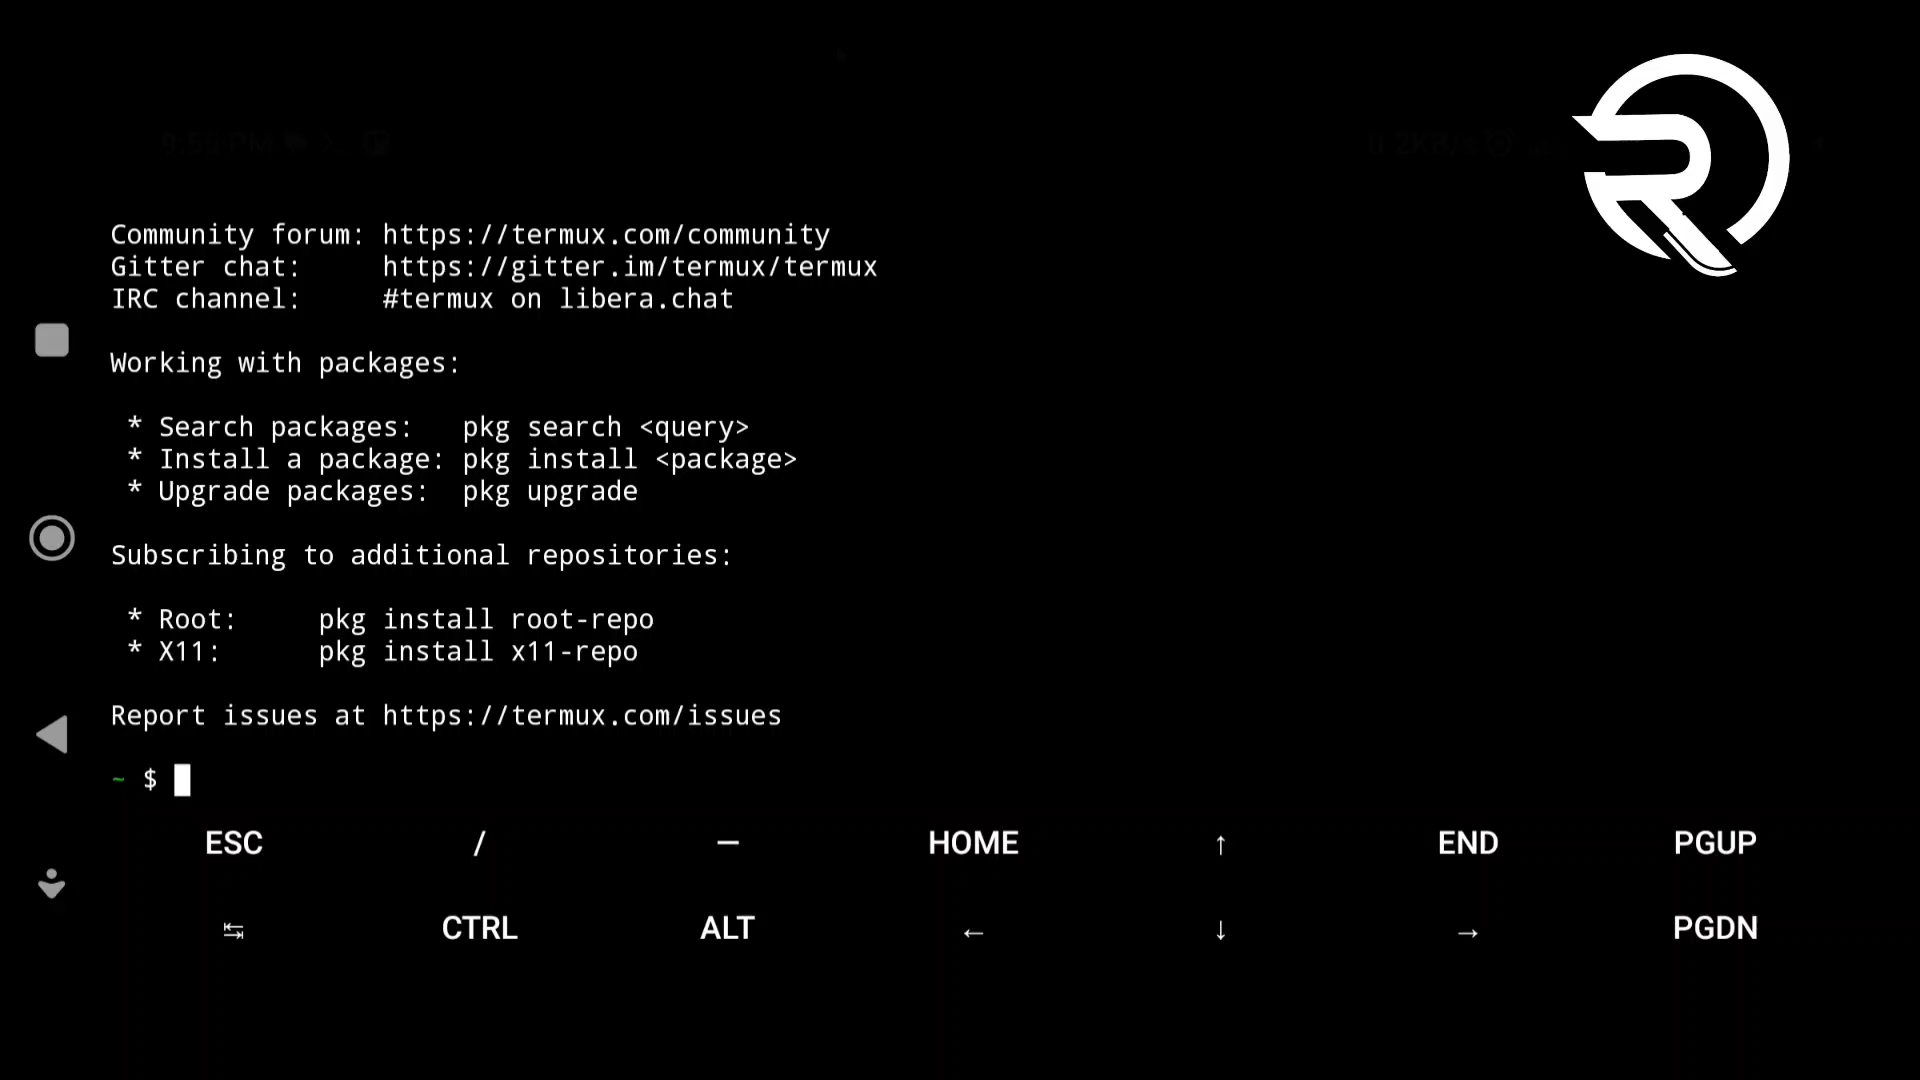 Community forum: https://termux.com/community
Gitter chat:     https://gitter.im/termux/termux
IRC channel:     #termux on libera.chat
Working with packages:
 * Search packages:   pkg search <query>
 * Install a package: pkg install <package>
 * Upgrade packages:  pkg upgrade
Subscribing to additional repositories:
 * Root:     pkg install root-repo
 * X11:      pkg install x11-repo
Report issues at https://termux.com/issues
~ $
ESC / — HOME ↑ END PGUP
↹ CTRL ALT ← ↓ → PGDN